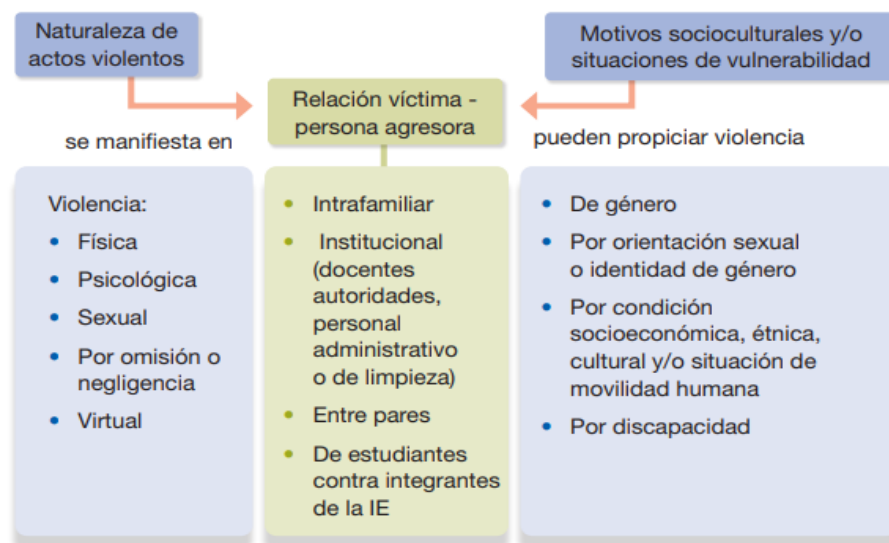 Naturaleza de
actos violentos
Motivos socioculturales y/o
situaciones de vulnerabilidad
Relación víctima -
persona agresora
se manifiesta en
pueden propiciar violencia
Violencia:
• Física
• Psicológica
• Sexual
• Por omisión o
negligencia
• Virtual
• Intrafamiliar
• Institucional
(docentes
autoridades,
personal
administrativo
o de limpieza)
• Entre pares
• De estudiantes
contra integrantes
de la IE
• De género
• Por orientación sexual
o identidad de género
• Por condición
socioeconómica, étnica,
cultural y/o situación de
movilidad humana
• Por discapacidad